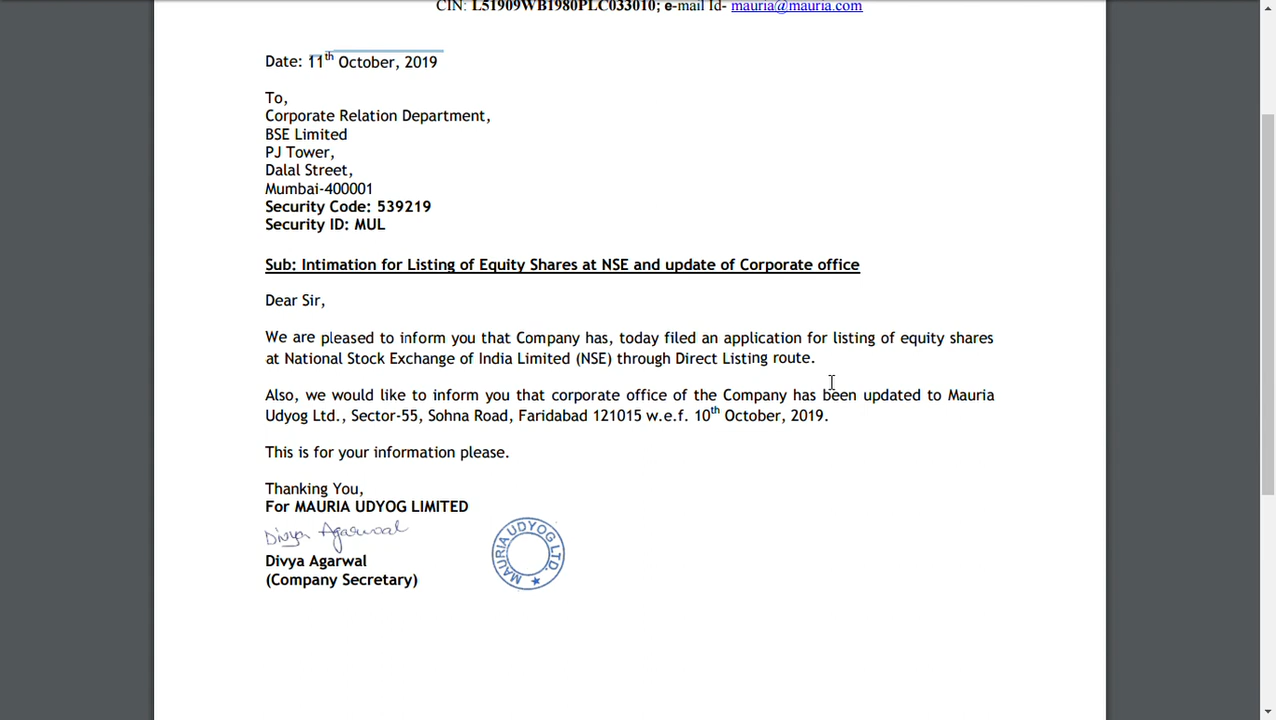 CIN: L51909WB1980PLC033010; e-mail Id- mauria@mauria.com
Date: 11th October, 2019
To,
Corporate Relation Department,
BSE Limited
PJ Tower,
Dalal Street,
Mumbai-400001
Security Code: 539219
Security ID: MUL
Sub: Intimation for Listing of Equity Shares at NSE and update of Corporate office
Dear Sir,
We are pleased to inform you that Company has, today filed an application for listing of equity shares
at National Stock Exchange of India Limited (NSE) through Direct Listing route.
Also, we would like to inform you that corporate office of the Company has been updated to Mauria
Udyog Ltd., Sector-55, Sohna Road, Faridabad 121015 w.e.f. 10th October, 2019.
This is for your information please.
Thanking You,
For MAURIA UDYOG LIMITED
Divya Agarwal
MAURIA UDYOG LTD.
Divya Agarwal
(Company Secretary)